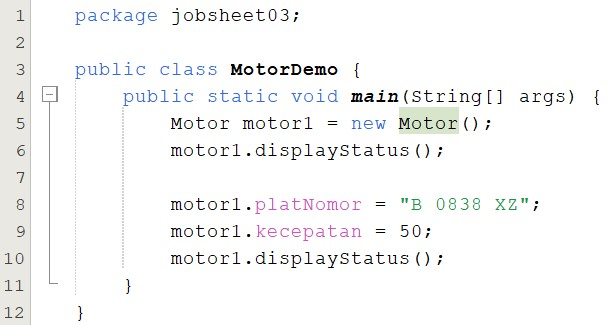 1 package jobsheet03;
2
3 public class MotorDemo {
4 public static void main(String[] args) {
5 Motor motor1 = new Motor();
6 motor1.displayStatus();
7
8 motor1.platNomor = "B 0838 XZ";
9 motor1.kecepatan = 50;
10 motor1.displayStatus();
11 }
12 }